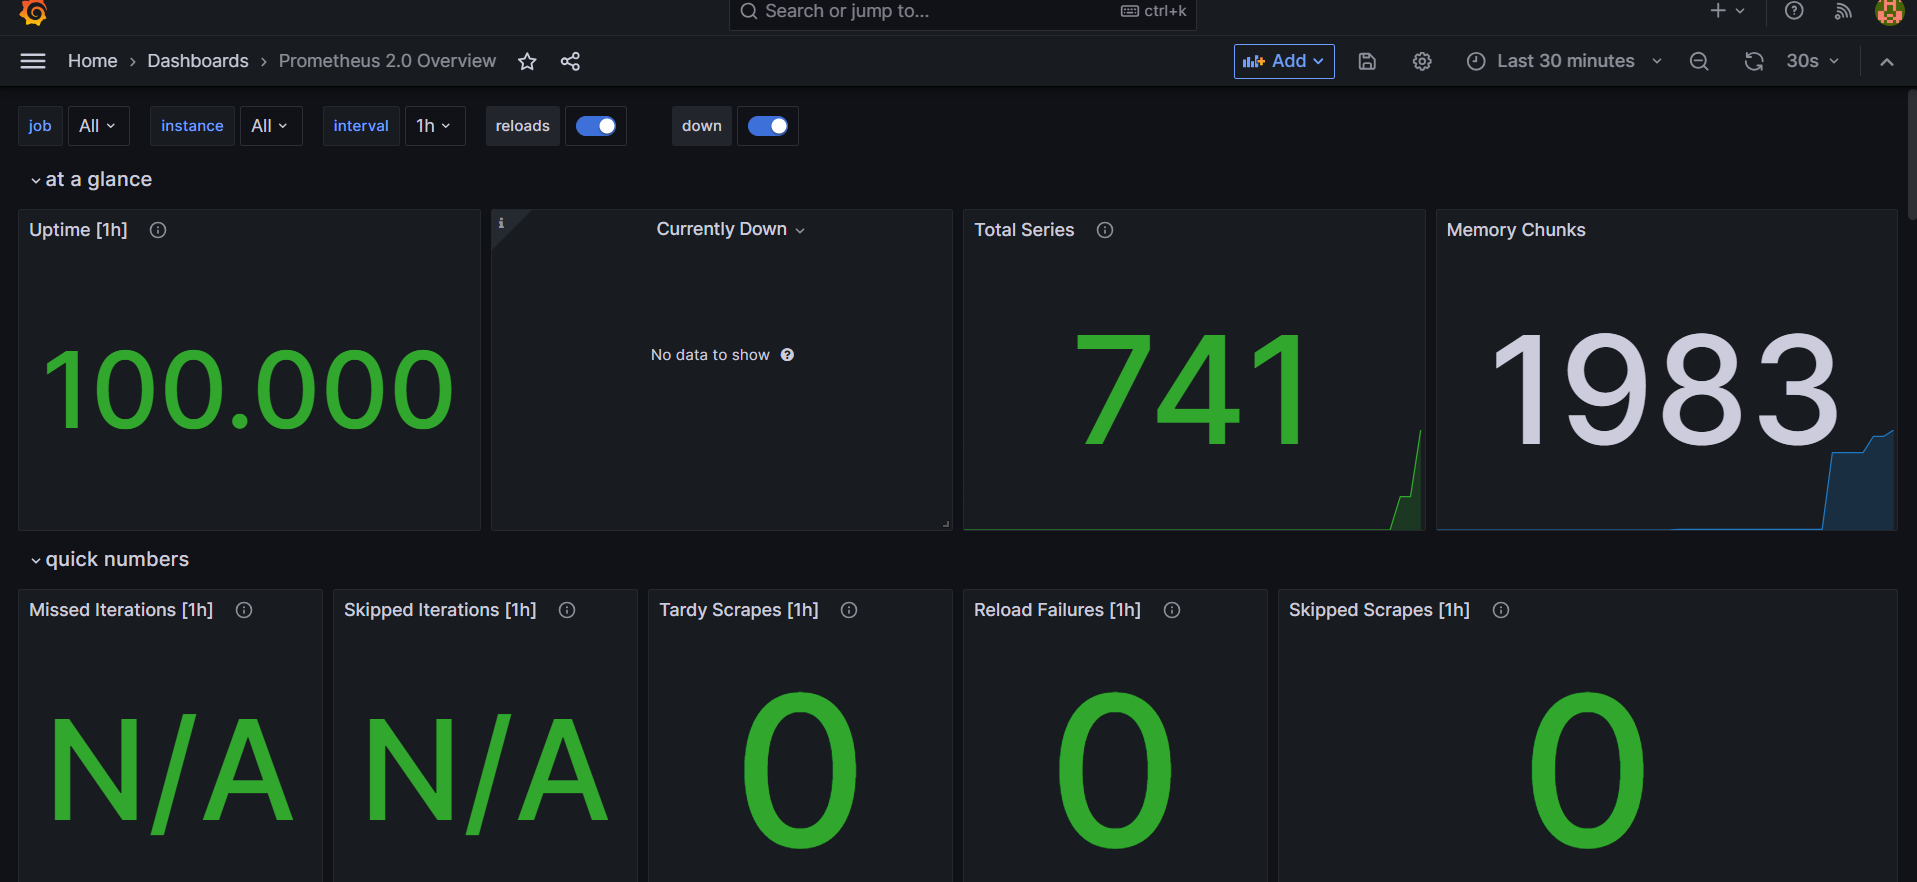 Search or jump to... ctrl+k
Home › Dashboards › Prometheus 2.0 Overview Add Last 30 minutes 30s
job All instance All interval 1h reloads down
at a glance
Uptime [1h] Currently Down Total Series Memory Chunks
No data to show
100.000 741 1983
quick numbers
Missed Iterations [1h] Skipped Iterations [1h] Tardy Scrapes [1h] Reload Failures [1h] Skipped Scrapes [1h]
N/A N/A 0 0 0